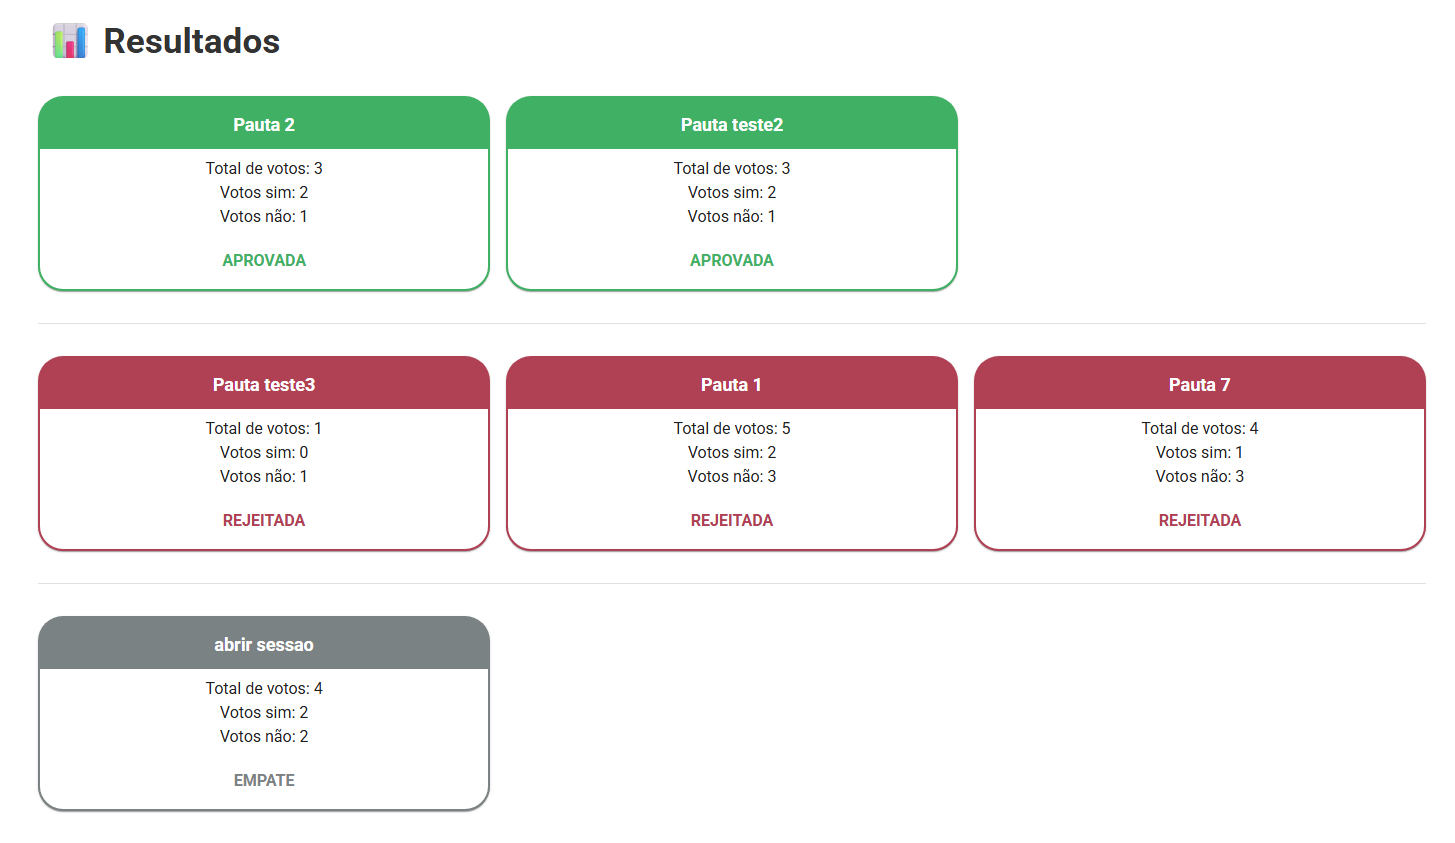 Resultados
Pauta 2
Total de votos: 3
Votos sim: 2
Votos não: 1
APROVADA
Pauta teste2
Total de votos: 3
Votos sim: 2
Votos não: 1
APROVADA
Pauta teste3
Total de votos: 1
Votos sim: 0
Votos não: 1
REJEITADA
Pauta 1
Total de votos: 5
Votos sim: 2
Votos não: 3
REJEITADA
Pauta 7
Total de votos: 4
Votos sim: 1
Votos não: 3
REJEITADA
abrir sessao
Total de votos: 4
Votos sim: 2
Votos não: 2
EMPATE